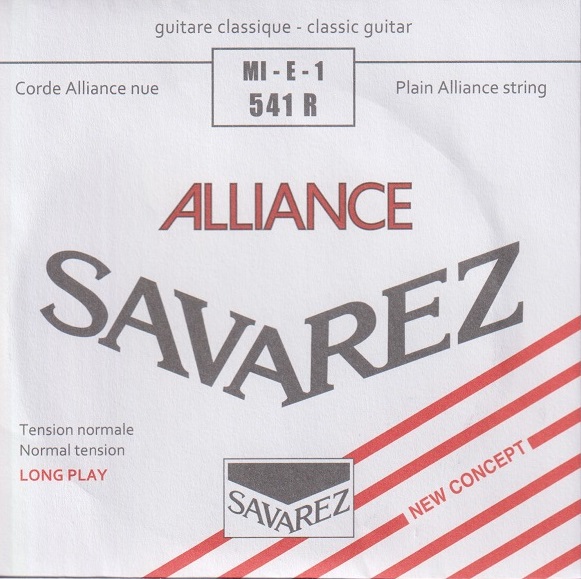 guitare classique - classic guitar
MI - E - 1
541 R
Corde Alliance nue
Plain Alliance string
ALLIANCE
SAVAREZ
Tension normale
Normal tension
LONG PLAY
NEW CONCEPT
SAVAREZ